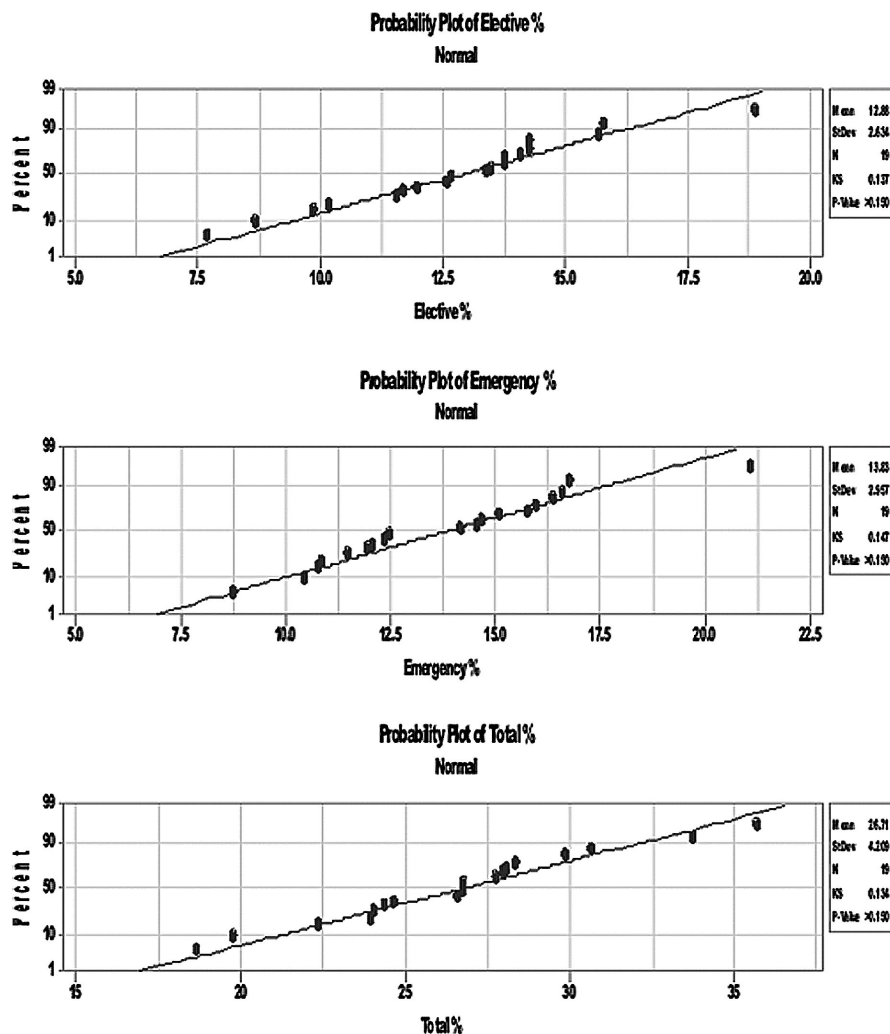 Probability Plot of Elective %
Normal
Percent
99
90
50
10
1
5.0 7.5 10.0 12.5 15.0 17.5 20.0
Elective %
Mean 12.88
StDev 2.634
N 19
KS 0.137
P-Value >0.150
Probability Plot of Emergency %
Normal
Percent
99
90
50
10
1
5.0 7.5 10.0 12.5 15.0 17.5 20.0 22.5
Emergency %
Mean 13.83
StDev 2.957
N 19
KS 0.147
P-Value >0.150
Probability Plot of Total %
Normal
Percent
99
90
50
10
1
15 20 25 30 35
Total %
Mean 26.71
StDev 4.209
N 19
KS 0.134
P-Value >0.150